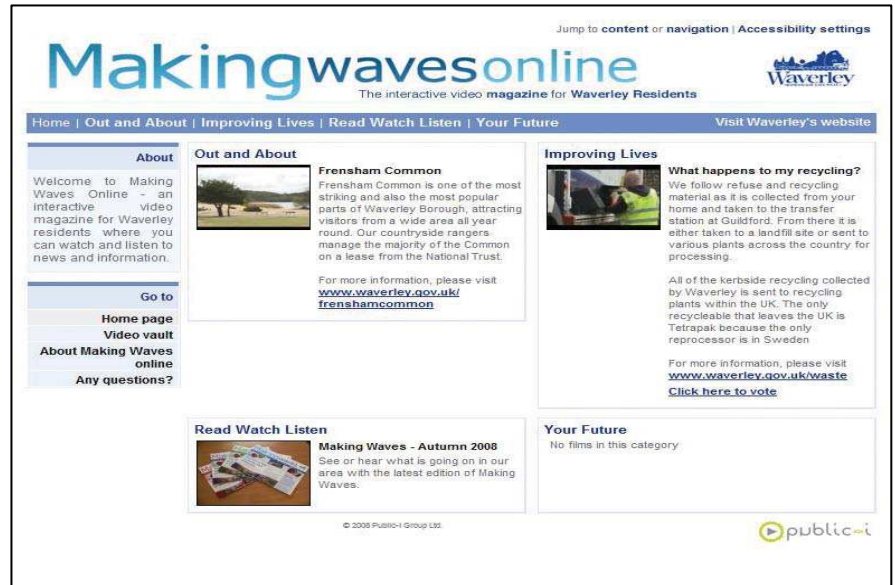 Jump to content or navigation | Accessibility settings
Makingwavesonline
The interactive video magazine for Waverley Residents
Waverley
Home | Out and About | Improving Lives | Read Watch Listen | Your Future
Visit Waverley's website
About
Welcome to Making
Waves Online - an
interactive video
magazine for Waverley
residents where you
can watch and listen to
news and information.
Go to
Home page
Video vault
About Making Waves
online
Any questions?
Out and About
Frensham Common
Frensham Common is one of the most
striking and also the most popular
parts of Waverley Borough, attracting
visitors from a wide area all year
round. Our countryside rangers
manage the majority of the Common
on a lease from the National Trust.
For more information, please visit
www.waverley.gov.uk/
frenshamcommon
Improving Lives
What happens to my recycling?
We follow refuse and recycling
material as it is collected from your
home and taken to the transfer
station at Guildford. From there it is
either taken to a landfill site or sent to
various plants across the country for
processing.
All of the kerbside recycling collected
by Waverley is sent to recycling
plants within the UK. The only
recycleable that leaves the UK is
Tetrapak because the only
reprocessor is in Sweden
For more information, please visit
www.waverley.gov.uk/waste
Click here to vote
Read Watch Listen
Making Waves - Autumn 2008
See or hear what is going on in our
area with the latest edition of Making
Waves.
Your Future
No films in this category
© 2008 Public-i Group Ltd.
public-i